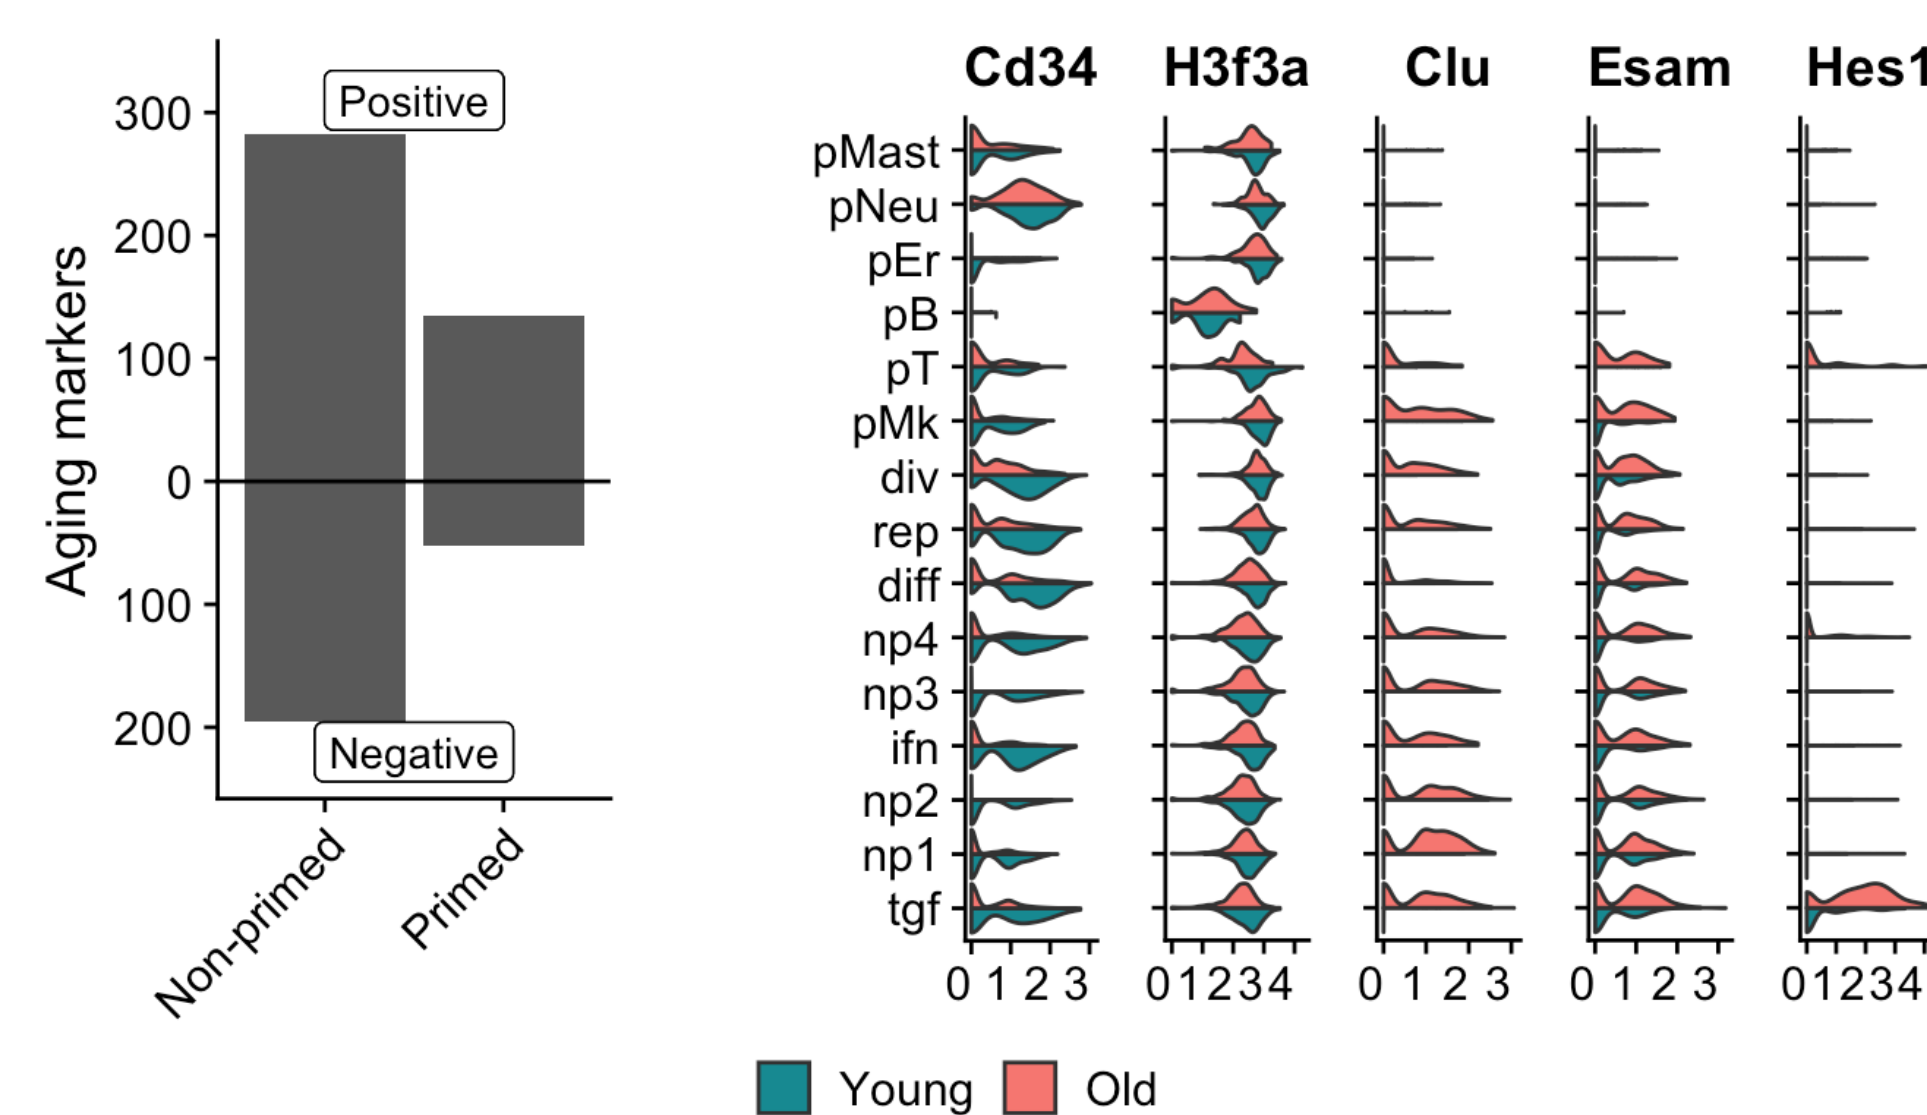 Aging markers
300
200
100
0
100
200
Positive
Negative
Non-primed
Primed
Cd34 H3f3a Clu Esam Hes1
pMast
pNeu
pEr
pB
pT
pMk
div
rep
diff
np4
np3
ifn
np2
np1
tgf
0 1 2 3 0 1 2 3 4 0 1 2 3 0 1 2 3 0 1 2 3 4
Young Old